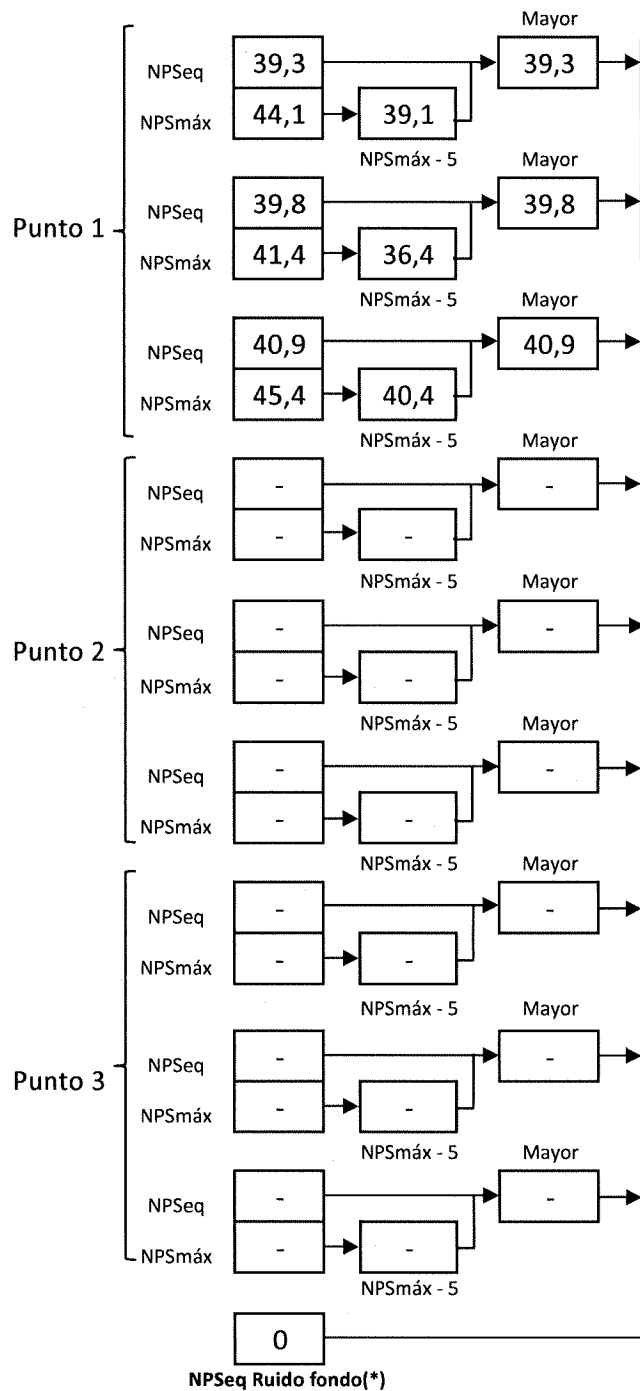 Mayor
NPSeq 39,3 39,3
NPSmáx 44,1 39,1
NPSmáx - 5
Mayor
Punto 1
NPSeq 39,8 39,8
NPSmáx 41,4 36,4
NPSmáx - 5
Mayor
NPSeq 40,9 40,9
NPSmáx 45,4 40,4
NPSmáx - 5
Mayor
NPSeq - -
NPSmáx - -
NPSmáx - 5
Mayor
Punto 2
NPSeq - -
NPSmáx - -
NPSmáx - 5
Mayor
NPSeq - -
NPSmáx - -
NPSmáx - 5
Mayor
NPSeq - -
NPSmáx - -
NPSmáx - 5
Mayor
Punto 3
NPSeq - -
NPSmáx - -
NPSmáx - 5
Mayor
NPSeq - -
NPSmáx - -
NPSmáx - 5
0
NPSeq Ruido fondo(*)